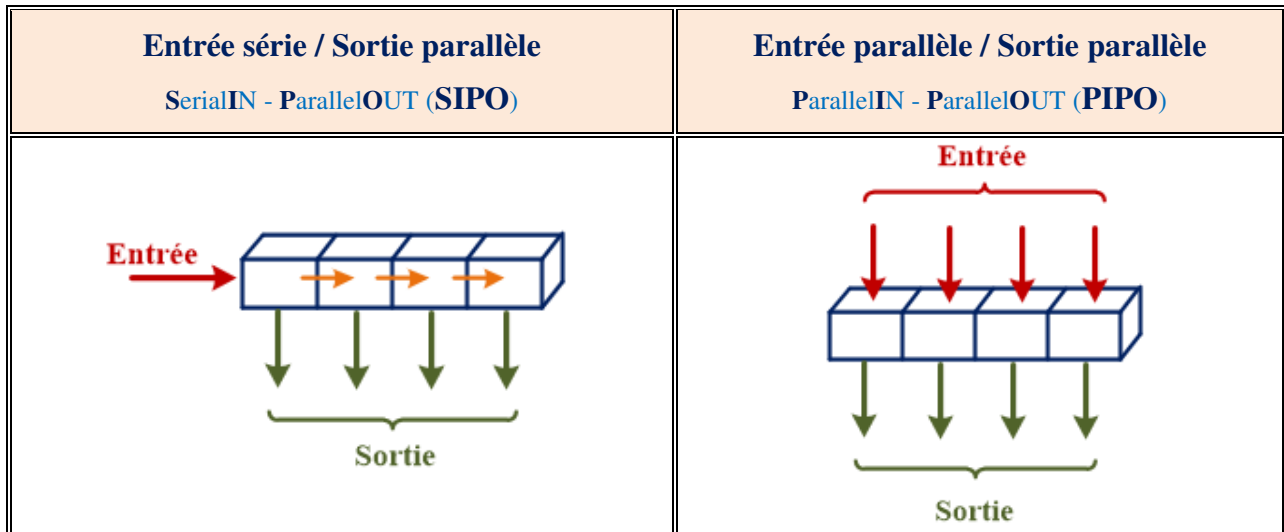 Entrée série / Sortie parallèle
SerialIN - ParallelOUT (SIPO)
Entrée parallèle / Sortie parallèle
ParallelIN - ParallelOUT (PIPO)
Entrée
Sortie
Entrée
Sortie